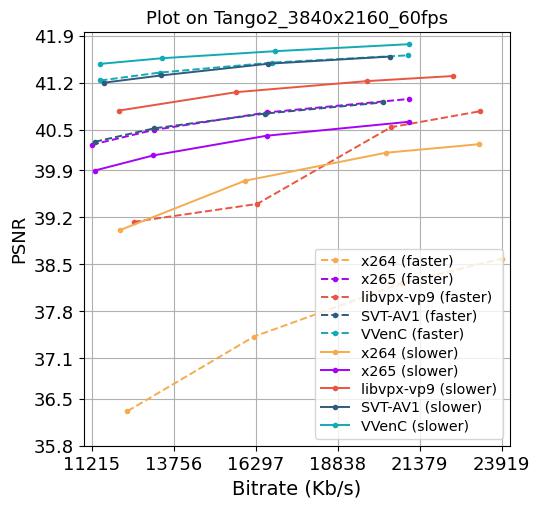 Plot on Tango2_3840x2160_60fps
41.9
41.2
40.5
39.9
39.2
38.5
37.8
37.1
36.5
35.8
PSNR
x264 (faster)
x265 (faster)
libvpx-vp9 (faster)
SVT-AV1 (faster)
VVenC (faster)
x264 (slower)
x265 (slower)
libvpx-vp9 (slower)
SVT-AV1 (slower)
VVenC (slower)
11215 13756 16297 18838 21379 23919
Bitrate (Kb/s)